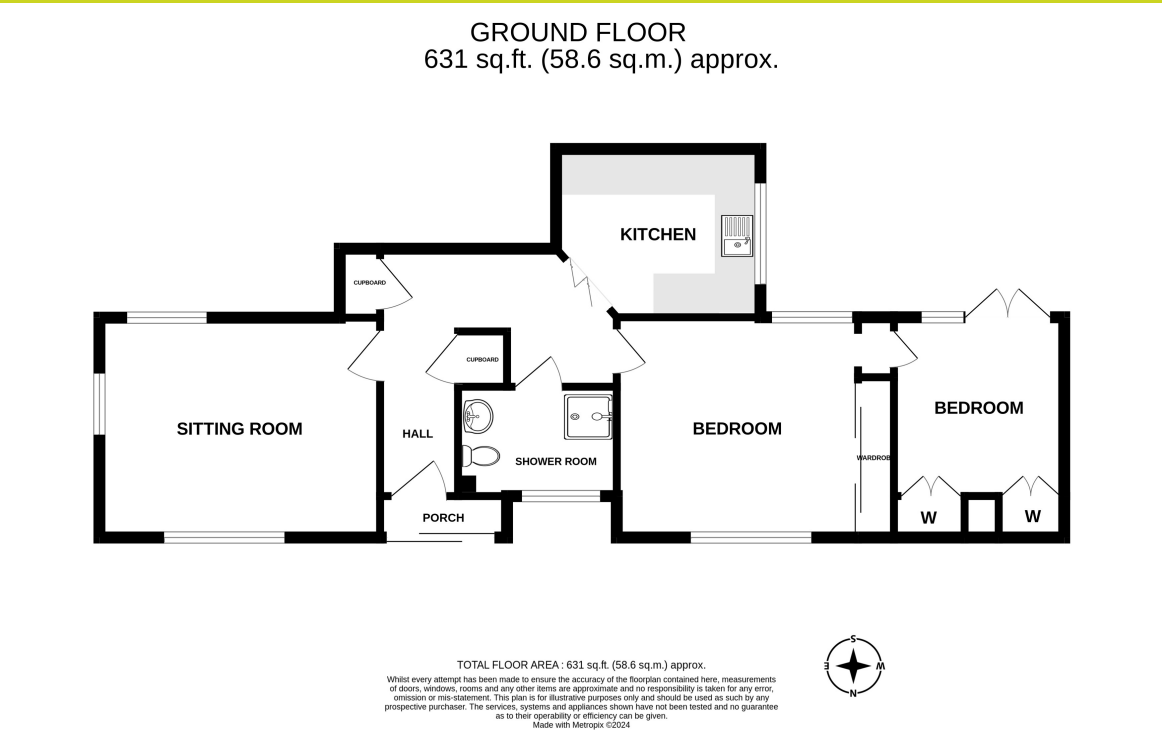 GROUND FLOOR
631 sq.ft. (58.6 sq.m.) approx.
KITCHEN
CUPBOARD
CUPBOARD
SITTING ROOM
HALL
SHOWER ROOM
BEDROOM
BEDROOM
WARDROB
PORCH
W
W
S
E
W
N
TOTAL FLOOR AREA : 631 sq.ft. (58.6 sq.m.) approx.
Whilst every attempt has been made to ensure the accuracy of the floorplan contained here, measurements
of doors, windows, rooms and any other items are approximate and no responsibility is taken for any error,
omission or mis-statement. This plan is for illustrative purposes only and should be used as such by any
prospective purchaser. The services, systems and appliances shown have not been tested and no guarantee
as to their operability or efficiency can be given.
Made with Metropix ©2024